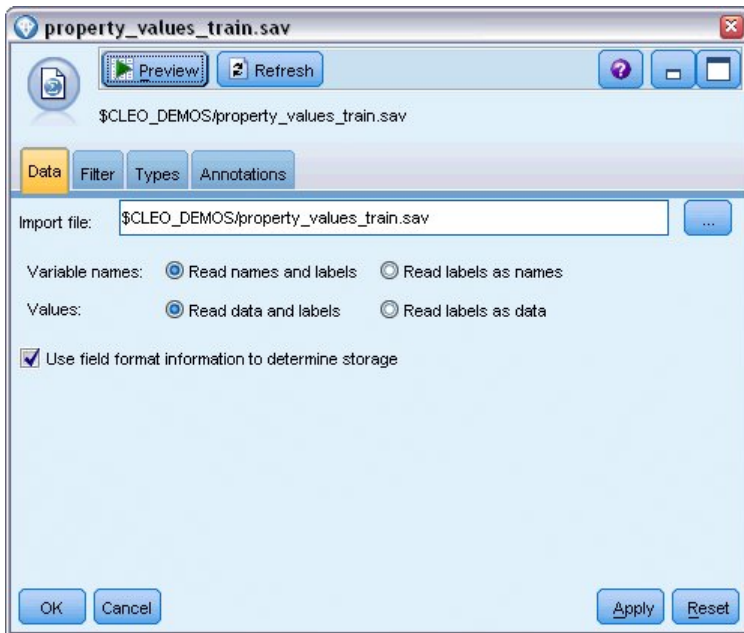 property_values_train.sav
Preview Refresh
$CLEO_DEMOS/property_values_train.sav
Data Filter Types Annotations
Import file: $CLEO_DEMOS/property_values_train.sav ...
Variable names: Read names and labels Read labels as names
Values: Read data and labels Read labels as data
Use field format information to determine storage
OK Cancel Apply Reset